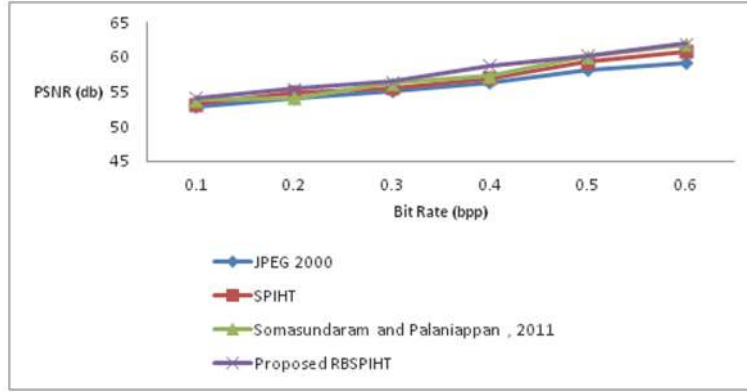 65
60
55
50
45
PSNR (db)
0.1 0.2 0.3 0.4 0.5 0.6
Bit Rate (bpp)
JPEG 2000
SPIHT
Somasundaram and Palaniappan , 2011
Proposed RBSPIHT